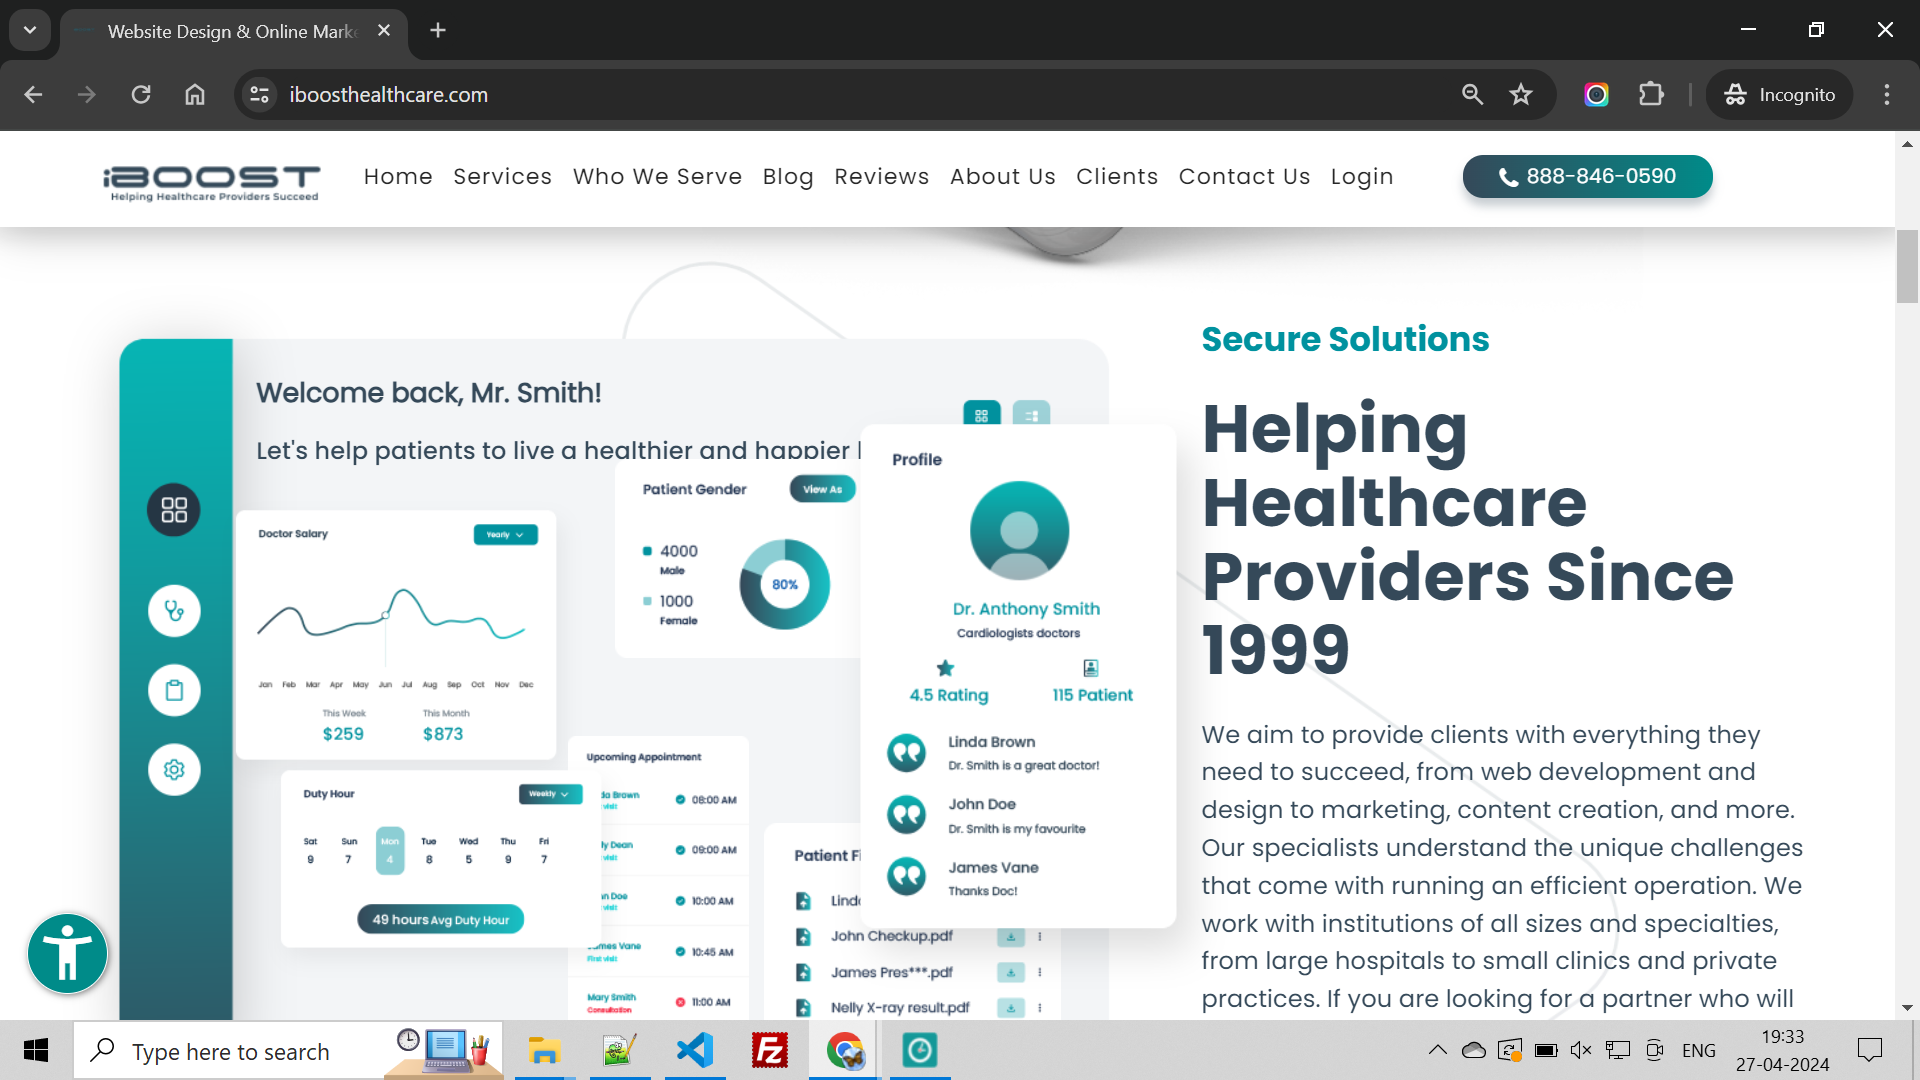 Website Design & Online Mark
iboosthealthcare.com
Incognito
iBOOST
Helping Healthcare Providers Succeed
Home Services Who We Serve Blog Reviews About Us Clients Contact Us Login
888-846-0590
Welcome back, Mr. Smith!
Let's help patients to live a healthier and happier
Doctor Salary
Yearly
Jan Feb Mar Apr May Jun Jul Aug Sep Oct Nov Dec
This Week This Month
$259 $873
Patient Gender
View As
4000
Male
1000
Female
80%
Duty Hour
Weekly
Sat Sun Mon Tue Wed Thu Fri
9 7 4 8 5 9 7
49 hours Avg Duty Hour
Upcoming Appointment
Brown
visit
08:00 AM
Dean
visit
09:00 AM
Doe
visit
10:00 AM
James Vane
First visit
10:45 AM
Mary Smith
Consultation
11:00 AM
Patient
John Checkup.pdf
James Pres***.pdf
Nelly X-ray result.pdf
Profile
Dr. Anthony Smith
Cardiologists doctors
4.5 Rating
115 Patient
Linda Brown
Dr. Smith is a great doctor!
John Doe
Dr. Smith is my favourite
James Vane
Thanks Doc!
Secure Solutions
Helping
Healthcare
Providers Since
1999
We aim to provide clients with everything they
need to succeed, from web development and
design to marketing, content creation, and more.
Our specialists understand the unique challenges
that come with running an efficient operation. We
work with institutions of all sizes and specialties,
from large hospitals to small clinics and private
practices. If you are looking for a partner who will
Type here to search
Fz
ENG
19:33
27-04-2024